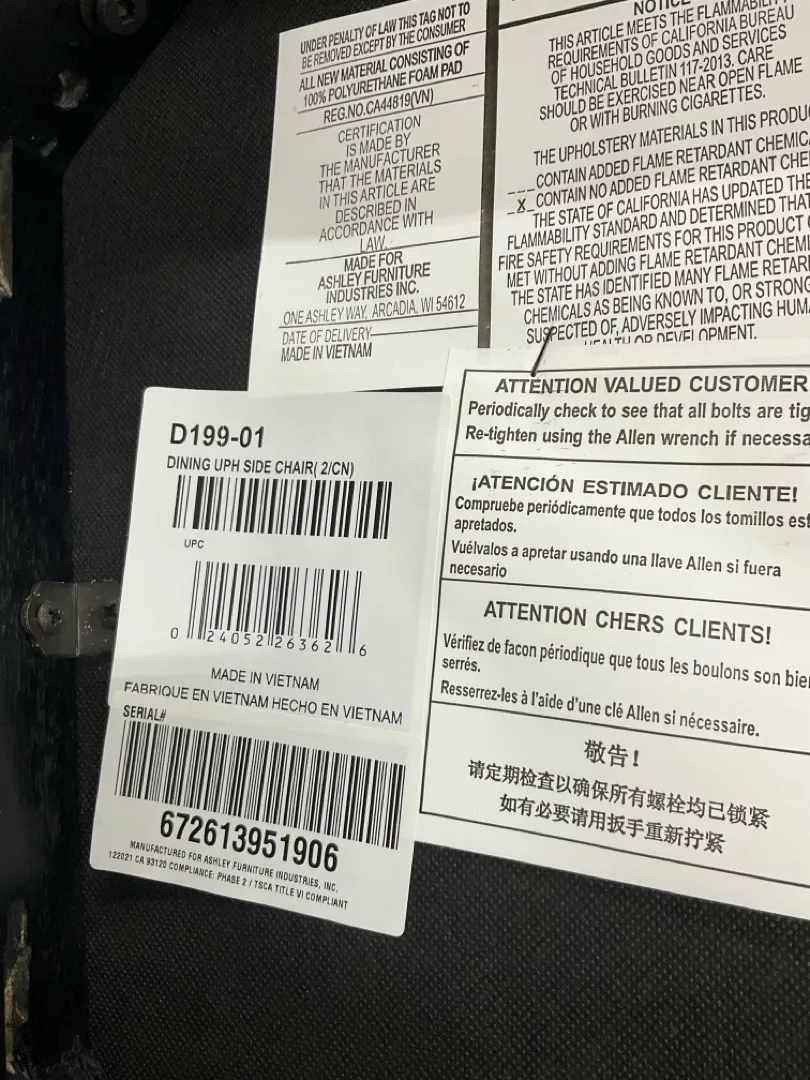 UNDER PENALTY OF LAW THIS TAG NOT TO
BE REMOVED EXCEPT BY THE CONSUMER
ALL NEW MATERIAL CONSISTING OF
100% POLYURETHANE FOAM PAD
REG.NO.CA44819(VN)
CERTIFICATION
IS MADE BY
THE MANUFACTURER
THAT THE MATERIALS
IN THIS ARTICLE ARE
DESCRIBED IN
ACCORDANCE WITH
LAW.
MADE FOR
ASHLEY FURNITURE
INDUSTRIES INC.
ONE ASHLEY WAY, ARCADIA, WI 54612
DATE OF DELIVERY
MADE IN VIETNAM
NOTICE
THIS ARTICLE MEETS THE FLAMMABILITY
REQUIREMENTS OF CALIFORNIA BUREAU
OF HOUSEHOLD GOODS AND SERVICES
TECHNICAL BULLETIN 117-2013. CARE
SHOULD BE EXERCISED NEAR OPEN FLAME
OR WITH BURNING CIGARETTES.
THE UPHOLSTERY MATERIALS IN THIS PRODU
___CONTAIN ADDED FLAME RETARDANT CHEMIC
_X_CONTAIN NO ADDED FLAME RETARDANT CHE
THE STATE OF CALIFORNIA HAS UPDATED THE
FLAMMABILITY STANDARD AND DETERMINED THAT
FIRE SAFETY REQUIREMENTS FOR THIS PRODUCT
MET WITHOUT ADDING FLAME RETARDANT CHEMI
THE STATE HAS IDENTIFIED MANY FLAME RETAR
CHEMICALS AS BEING KNOWN TO, OR STRONG
SUSPECTED OF, ADVERSELY IMPACTING HUM
HEALTH OR DEVELOPMENT.
D199-01
DINING UPH SIDE CHAIR( 2/CN)
UPC
0 24052 26362 6
MADE IN VIETNAM
FABRIQUE EN VIETNAM HECHO EN VIETNAM
SERIAL#
672613951906
MANUFACTURED FOR ASHLEY FURNITURE INDUSTRIES, INC.
122021 CA 93120 COMPLIANCE: PHASE 2 / TSCA TITLE VI COMPLIANT
ATTENTION VALUED CUSTOMER
Periodically check to see that all bolts are tig
Re-tighten using the Allen wrench if necessa
¡ATENCIÓN ESTIMADO CLIENTE!
Compruebe periódicamente que todos los tomillos est
apretados.
Vuélvalos a apretar usando una llave Allen si fuera
necesario
ATTENTION CHERS CLIENTS!
Vérifiez de facon périodique que tous les boulons son bie
serrés.
Resserrez-les à l'aide d'une clé Allen si nécessaire.
敬告！
请定期检查以确保所有螺栓均已锁紧
如有必要请用扳手重新拧紧